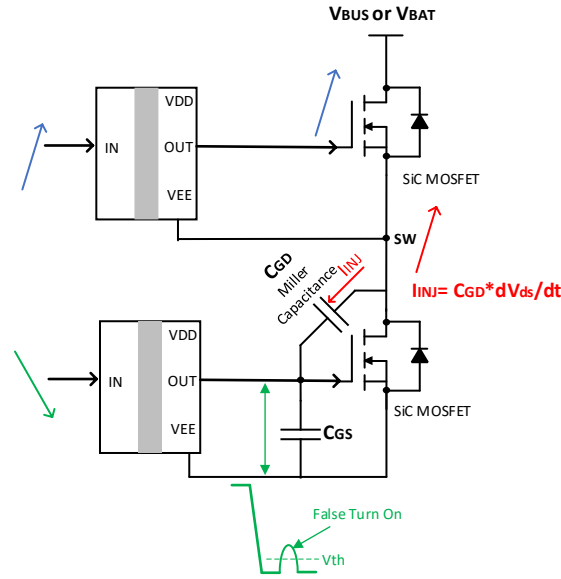 VBUS or VBAT
VDD
IN
OUT
VEE
SiC MOSFET
SW
CGD
Miller
Capacitance
IINJ
IINJ= CGD*dVds/dt
VDD
IN
OUT
VEE
CGS
SiC MOSFET
False Turn On
Vth